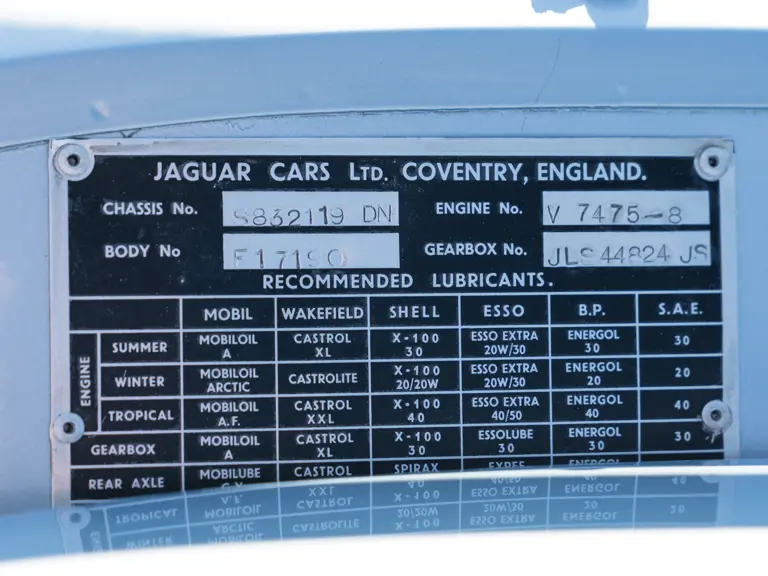 JAGUAR CARS LTD. COVENTRY, ENGLAND.
CHASSIS No. S832119 DN ENGINE No. V 7475-8
BODY No F17190 GEARBOX No. JLS44824 JS
RECOMMENDED LUBRICANTS.
MOBIL WAKEFIELD SHELL ESSO B.P. S.A.E.
ENGINE
SUMMER MOBILOIL A CASTROL XL X-100 30 ESSO EXTRA 20W/30 ENERGOL 30 30
WINTER MOBILOIL ARCTIC CASTROLITE X-100 20/20W ESSO EXTRA 20W/30 ENERGOL 20 20
TROPICAL MOBILOIL A.F. CASTROL XXL X-100 40 ESSO EXTRA 40/50 ENERGOL 40 40
GEARBOX MOBILOIL A CASTROL XL X-100 30 ESSOLUBE 30 ENERGOL 30 30
REAR AXLE MOBILUBE CASTROL SPIRAX